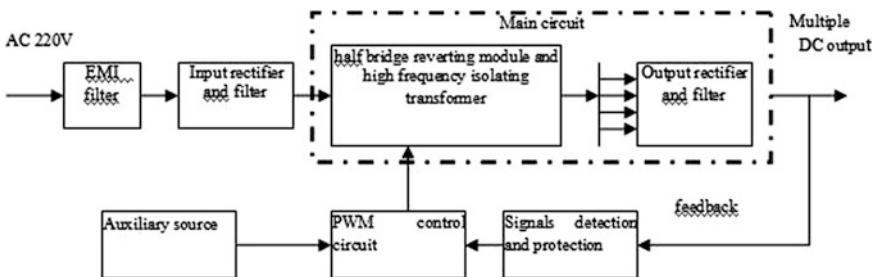 Main circuit
Multiple
DC output
AC 220V
EMI
filter
Input rectifier
and filter
half bridge reverting module and
high frequency isolating
transformer
Output rectifier
and filter
feedback
Auxiliary source
PWM control
circuit
Signals detection
and protection